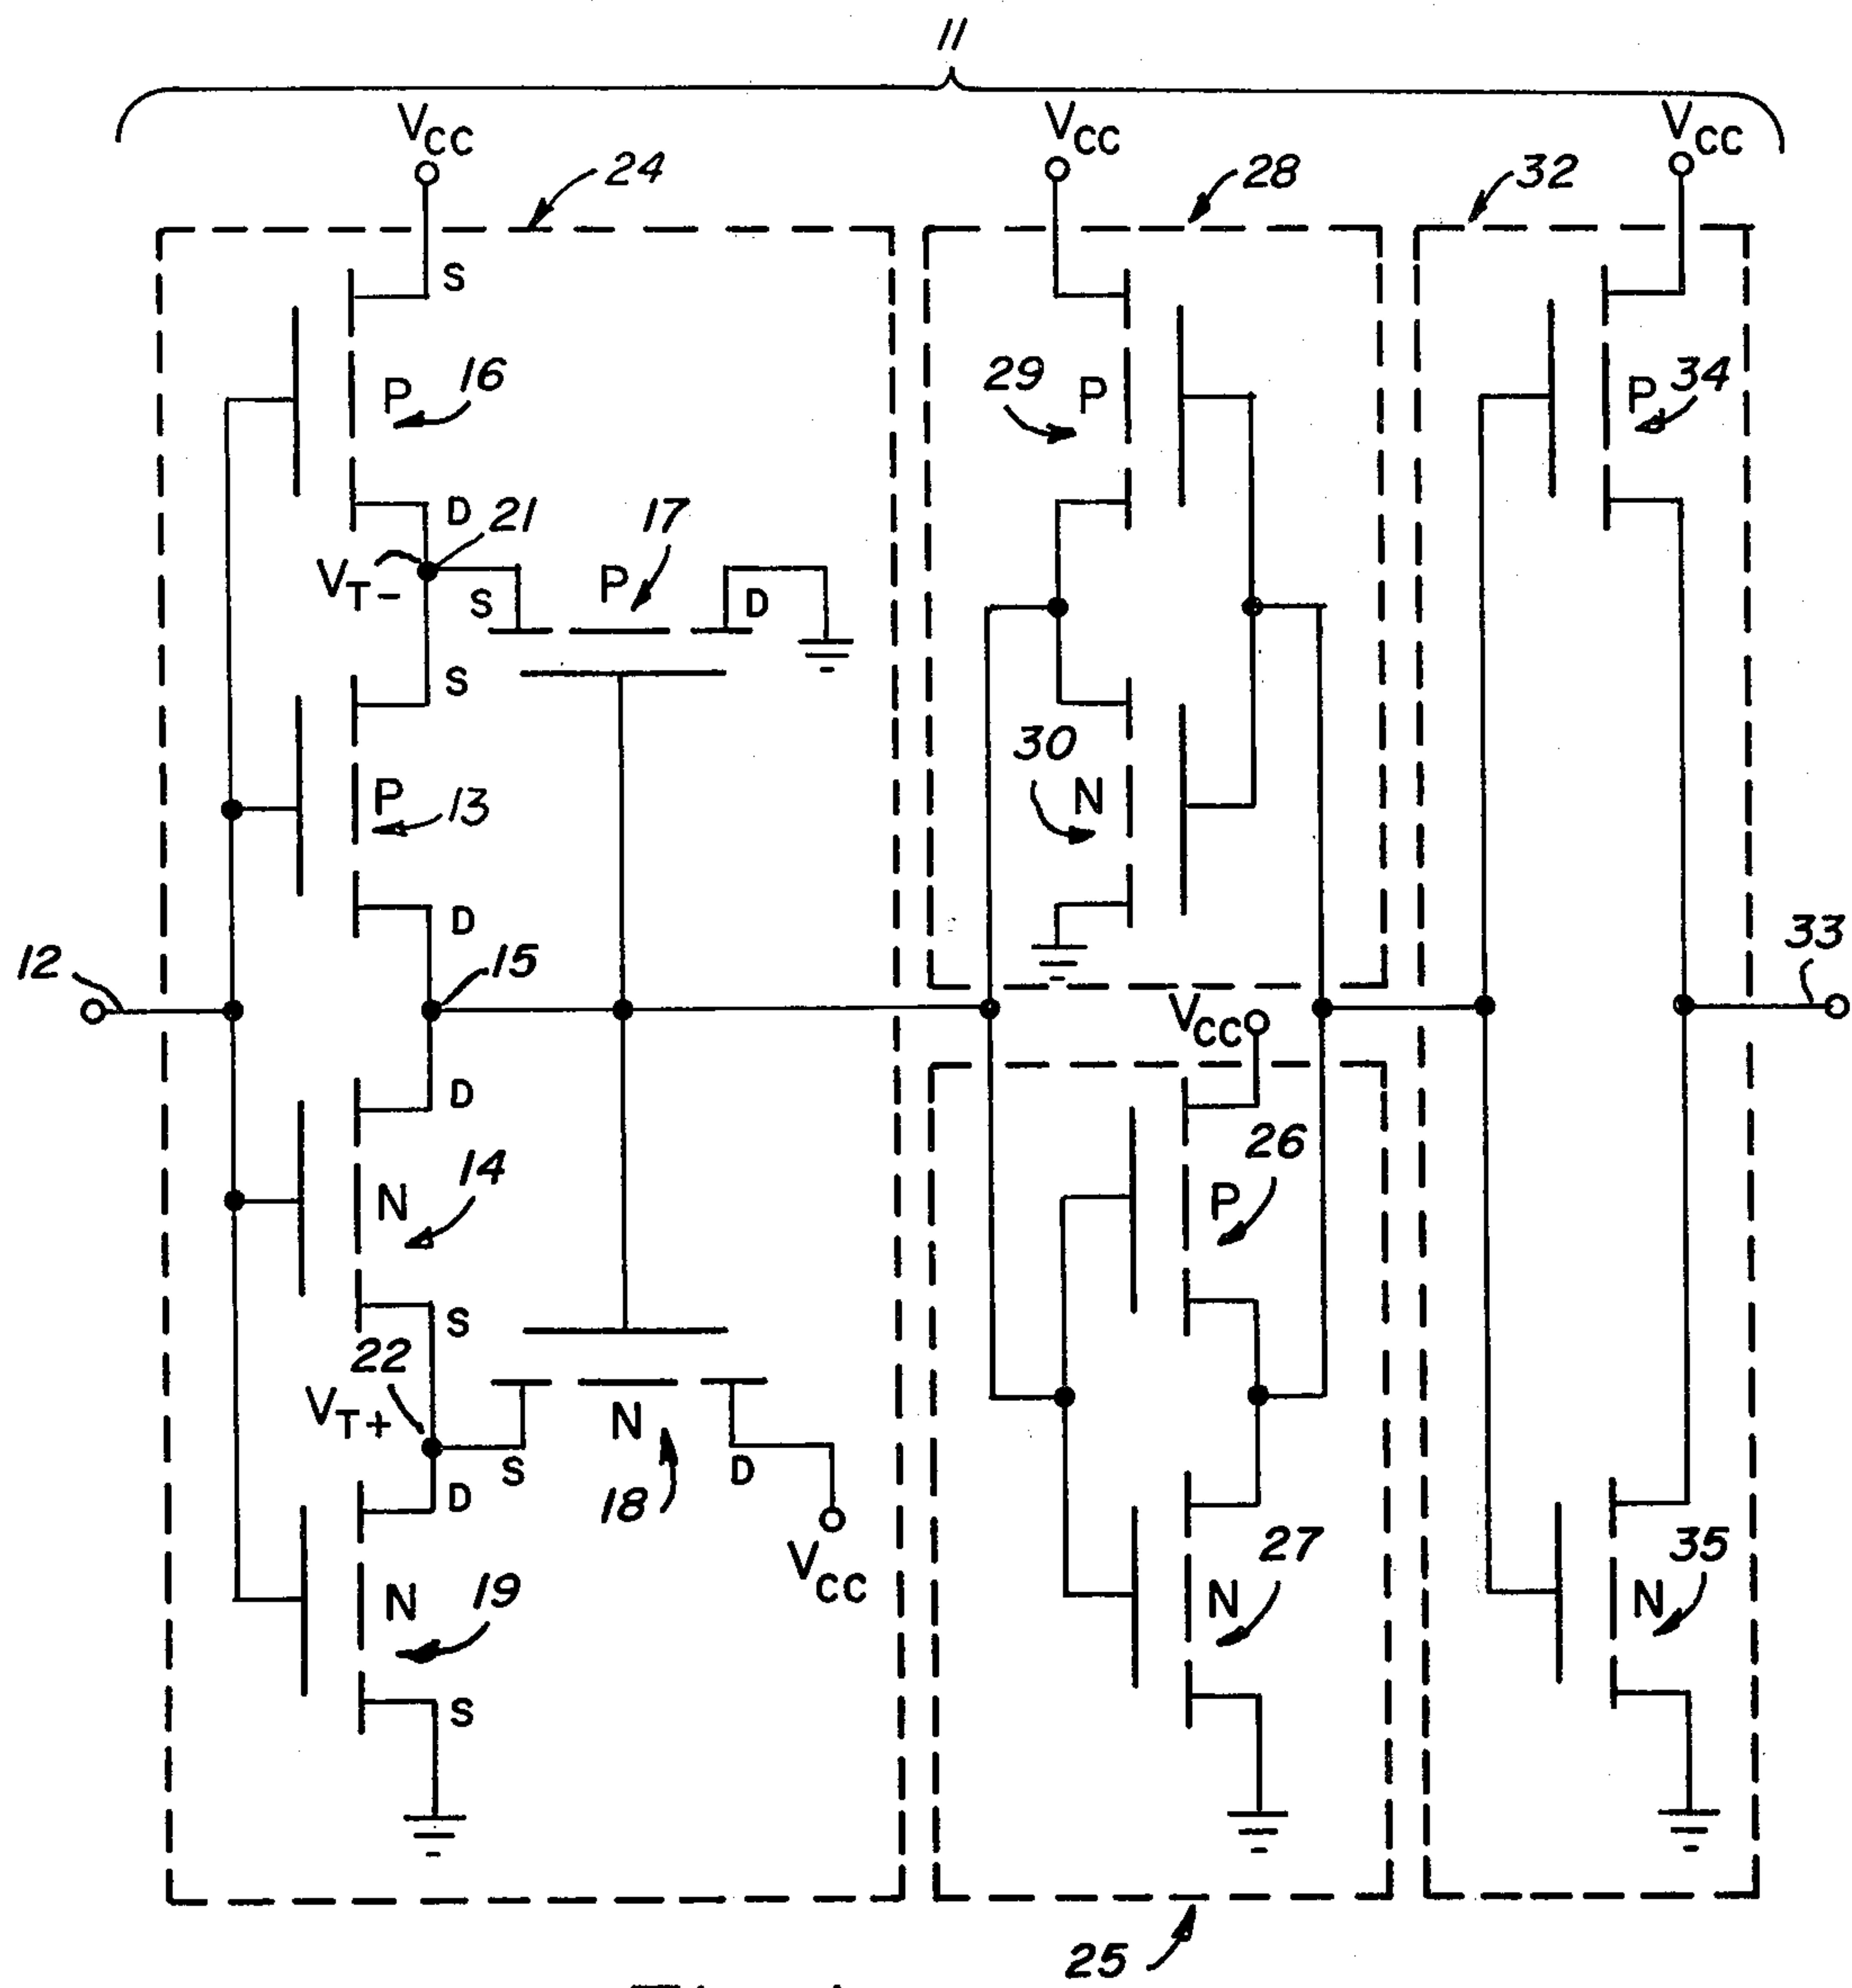 11
VCC VCC VCC
24 28 32
S
P 16 29 P P 34
D 21 17
VT- S P D
S
30
P 13 N
D
12 15 33
D VCC
N 14 26
P
S
22
VT+ N
S D
D 18
27 35
VCC
N 19 N N
S
25